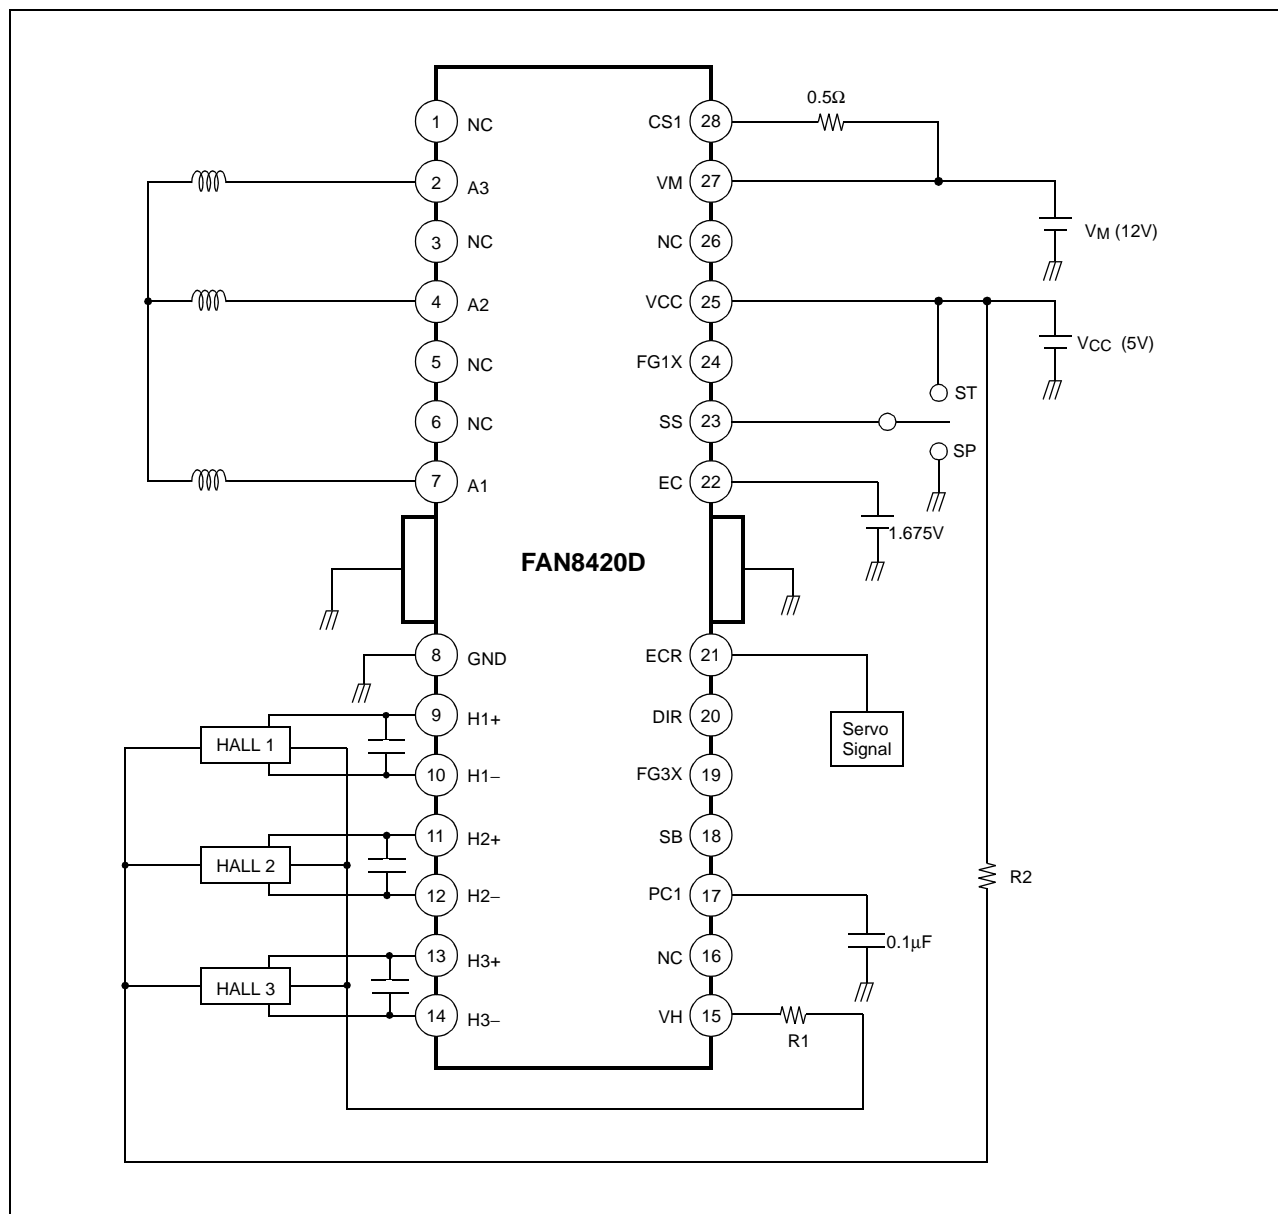 0.5Ω
1 NC
CS1 28
2 A3
VM 27
3 NC
NC 26
VM (12V)
4 A2
VCC 25
VCC (5V)
5 NC
FG1X 24
ST
6 NC
SS 23
SP
7 A1
EC 22
1.675V
FAN8420D
8 GND
ECR 21
9 H1+
DIR 20
Servo
Signal
HALL 1
10 H1−
FG3X 19
11 H2+
SB 18
HALL 2
R2
12 H2−
PC1 17
0.1μF
13 H3+
NC 16
HALL 3
14 H3−
VH 15
R1